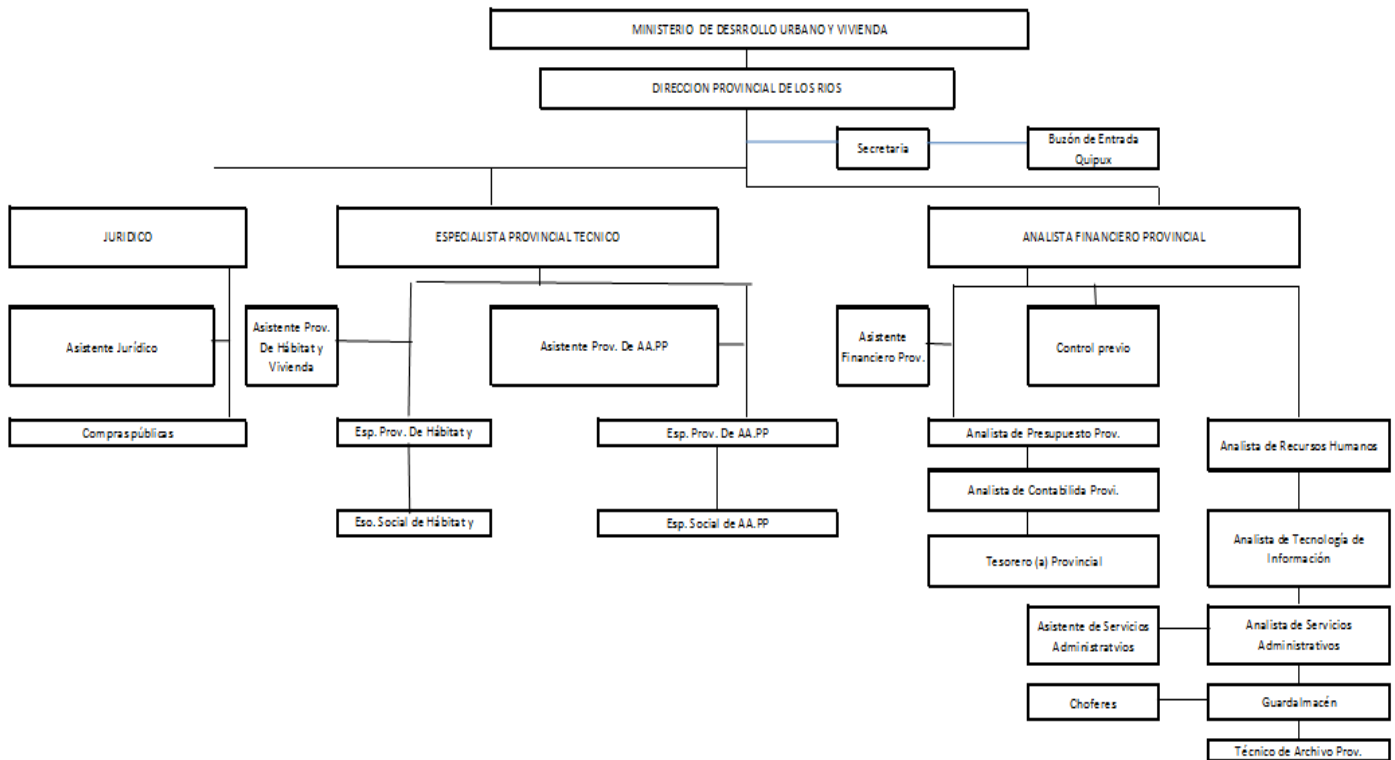 MINISTERIO DE DESRROLLO URBANO Y VIVIENDA
DIRECCION PROVINCIAL DE LOS RIOS
Secretaria
Buzón de Entrada
Quipux
JURIDICO
ESPECIALISTA PROVINCIAL TECNICO
ANALISTA FINANCIERO PROVINCIAL
Asistente Jurídico
Asistente Prov.
De Hábitat y
Vivienda
Asistente Prov. De AA.PP
Asistente
Financiero Prov.
Control previo
Compras públicas
Esp. Prov. De Hábitat y
Esp. Prov. De AA.PP
Analista de Presupuesto Prov.
Analista de Recursos Humanos
Analista de Contabilida Provi.
Eso. Social de Hábitat y
Esp. Social de AA.PP
Analista de Tecnología de
Información
Tesorero (a) Provincial
Asistente de Servicios
Administratvios
Analista de Servicios
Administrativos
Choferes
Guardalmacén
Técnico de Archivo Prov.